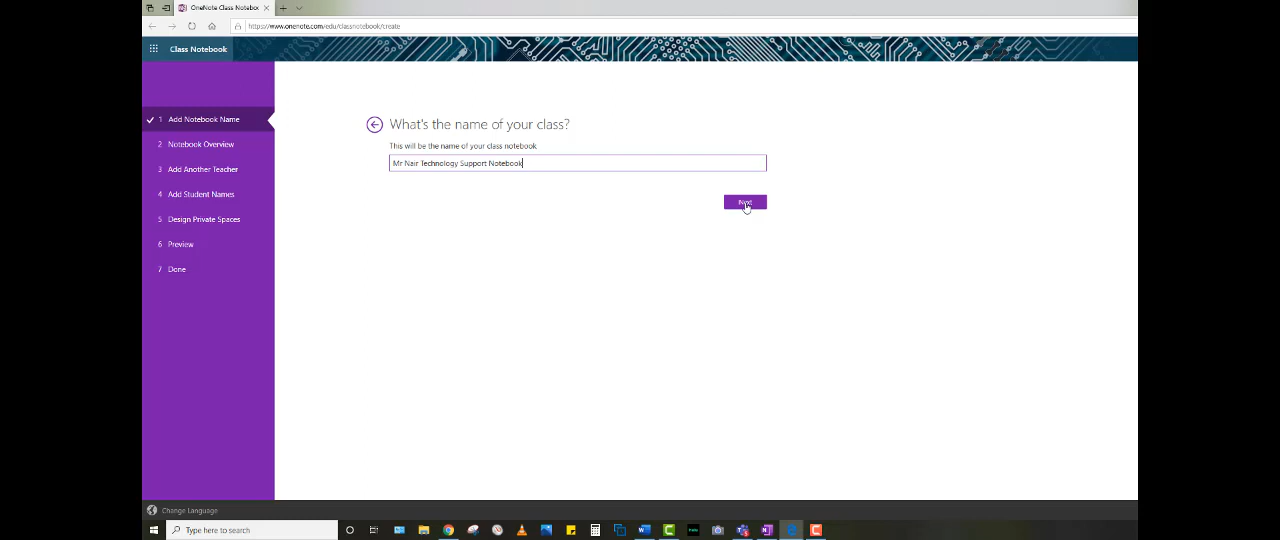 OneNote Class Notebo
https://www.onenote.com/edu/classnotebook/create
Class Notebook
1 Add Notebook Name
2 Notebook Overview
3 Add Another Teacher
4 Add Student Names
5 Design Private Spaces
6 Preview
7 Done
What's the name of your class?
This will be the name of your class notebook
Mr Nair Technology Support Notebook
Next
Change Language
Type here to search